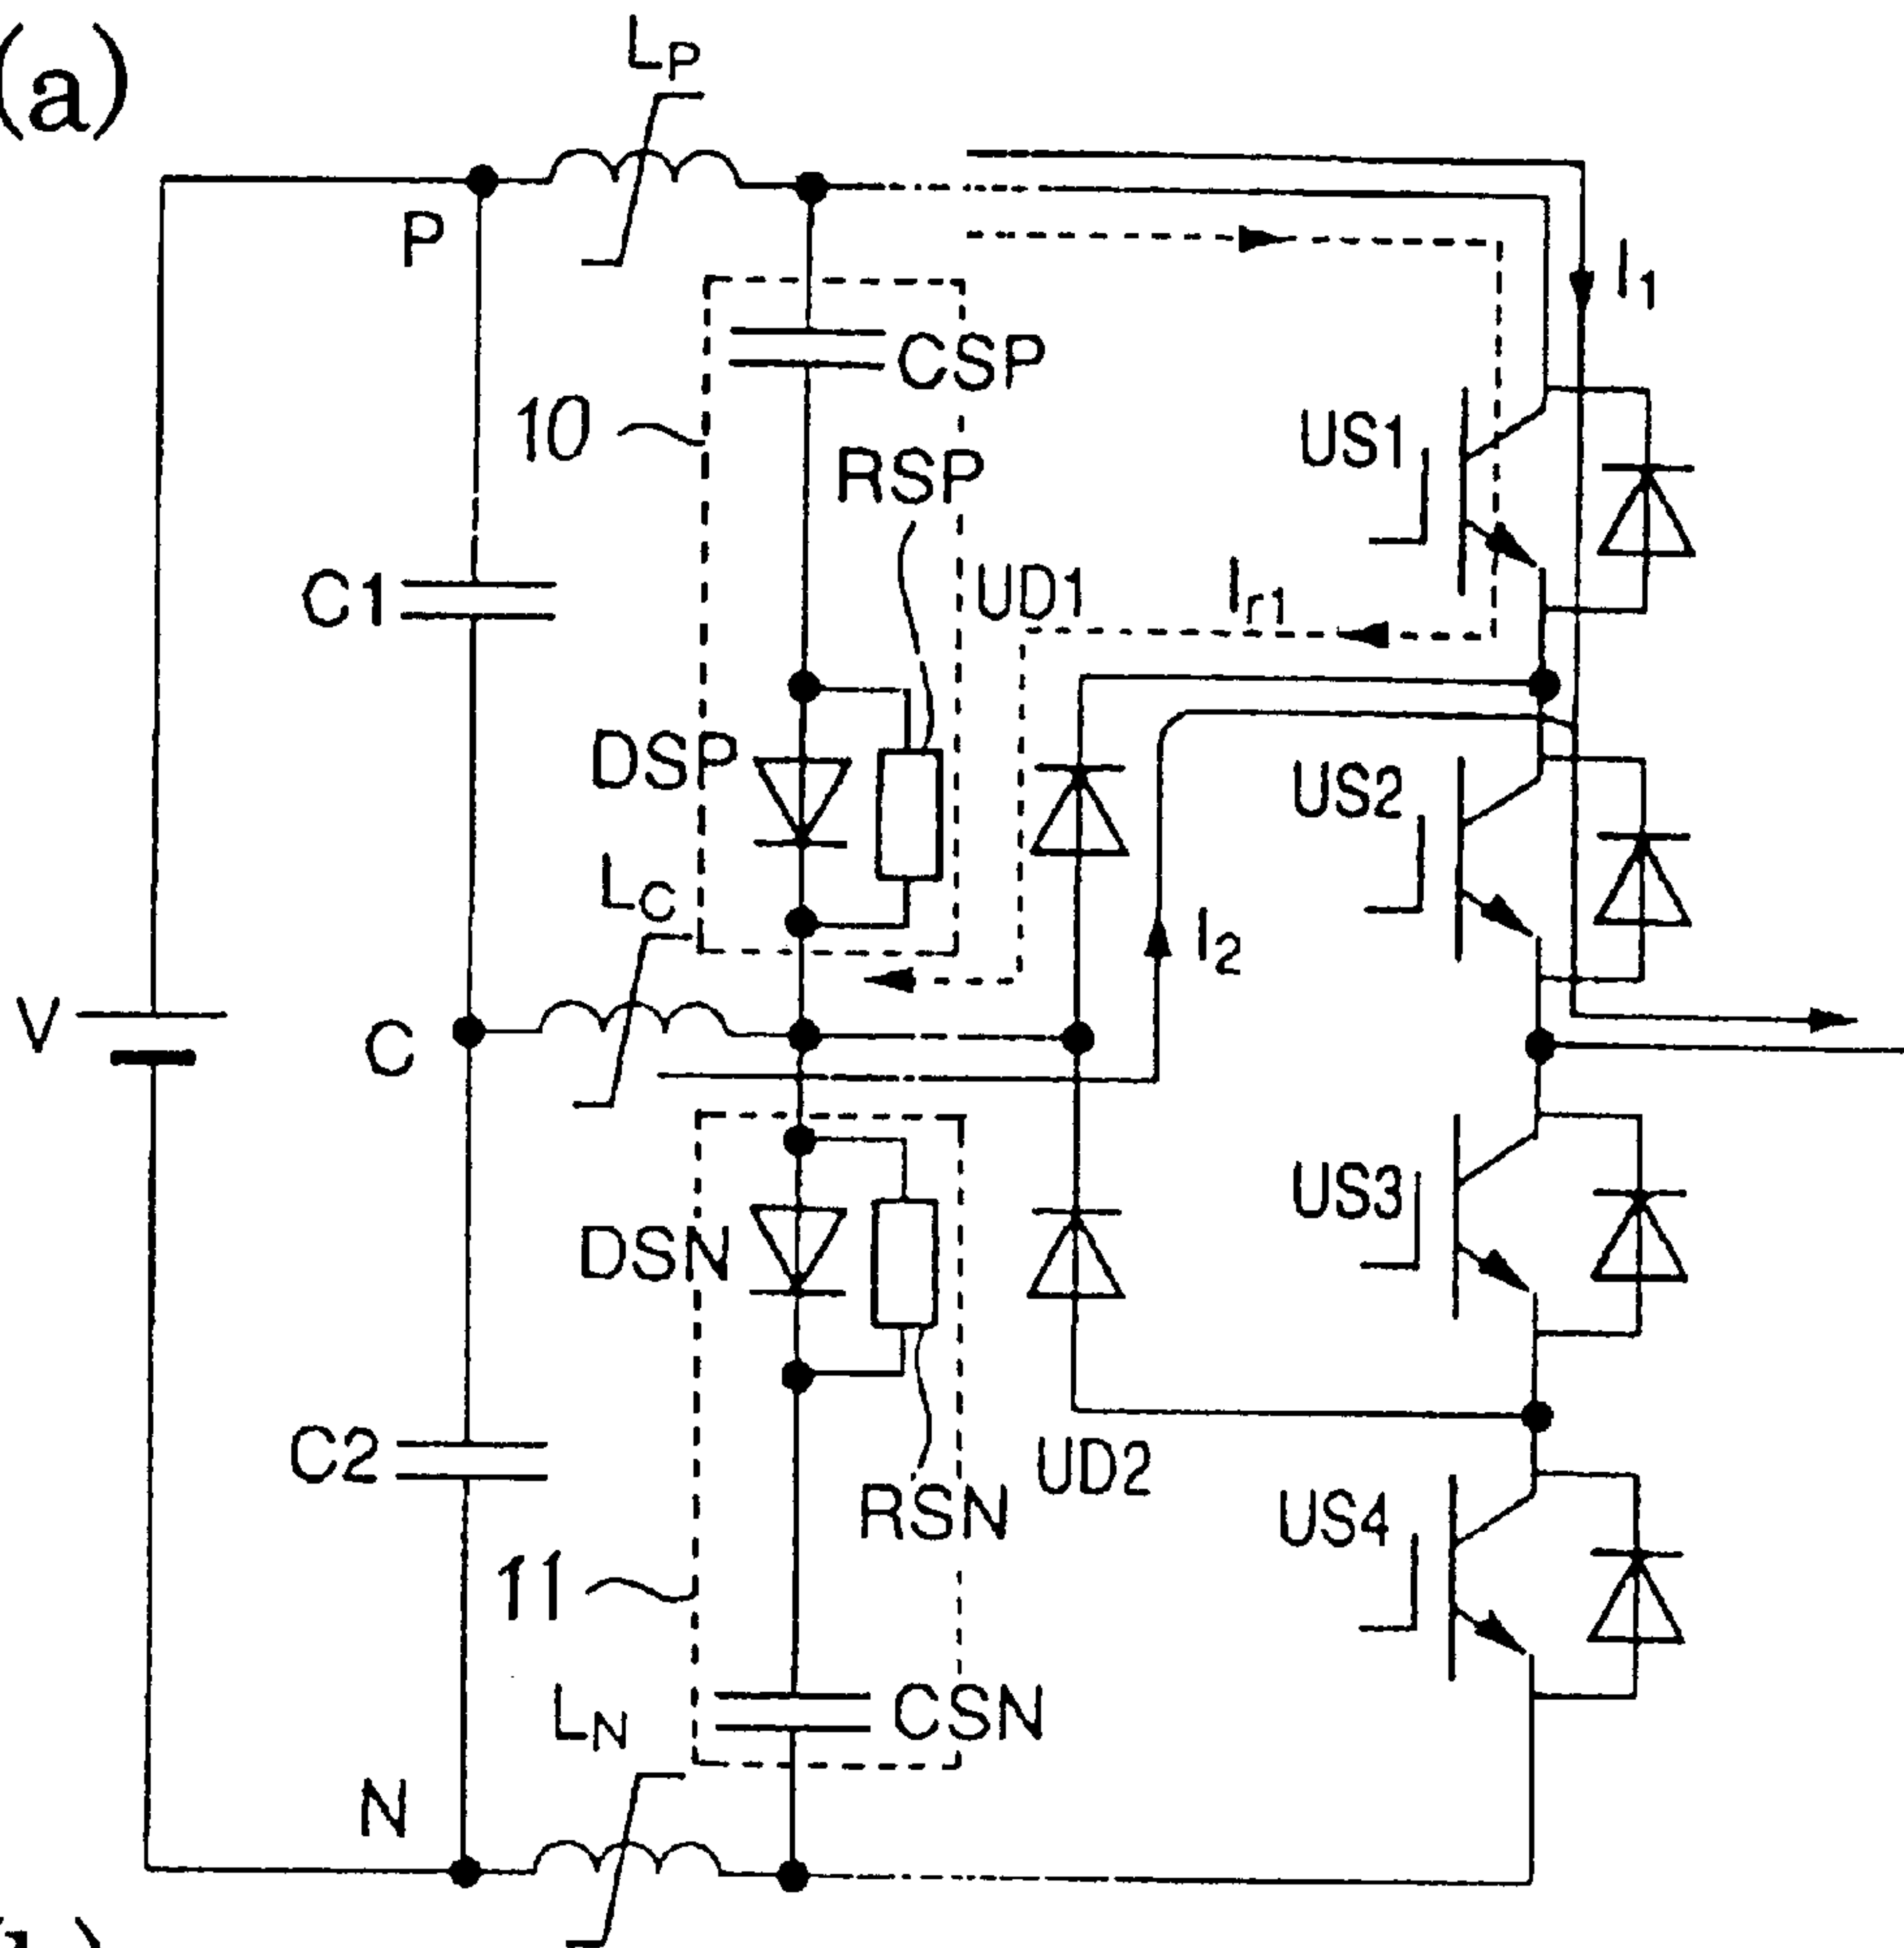 (a)
LP
P
I1
CSP
10
US1
RSP
C1
UD1
Ir1
DSP
US2
LC
I2
V
C
US3
DSN
C2
UD2
RSN
US4
11
CSN
LN
N